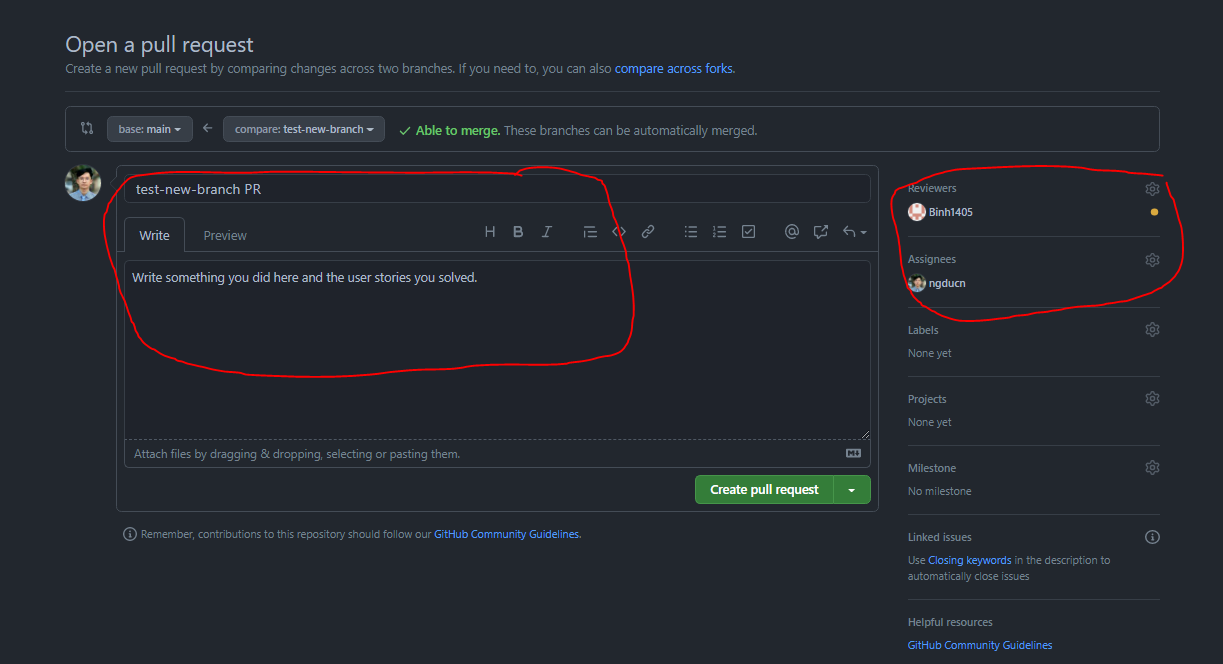 Open a pull request
Create a new pull request by comparing changes across two branches. If you need to, you can also compare across forks.
base: main
compare: test-new-branch
Able to merge. These branches can be automatically merged.
test-new-branch PR
Write
Preview
H B I
Write something you did here and the user stories you solved.
Attach files by dragging & dropping, selecting or pasting them.
Create pull request
Remember, contributions to this repository should follow our GitHub Community Guidelines.
Reviewers
Binh1405
Assignees
ngducn
Labels
None yet
Projects
None yet
Milestone
No milestone
Linked issues
Use Closing keywords in the description to
automatically close issues
Helpful resources
GitHub Community Guidelines